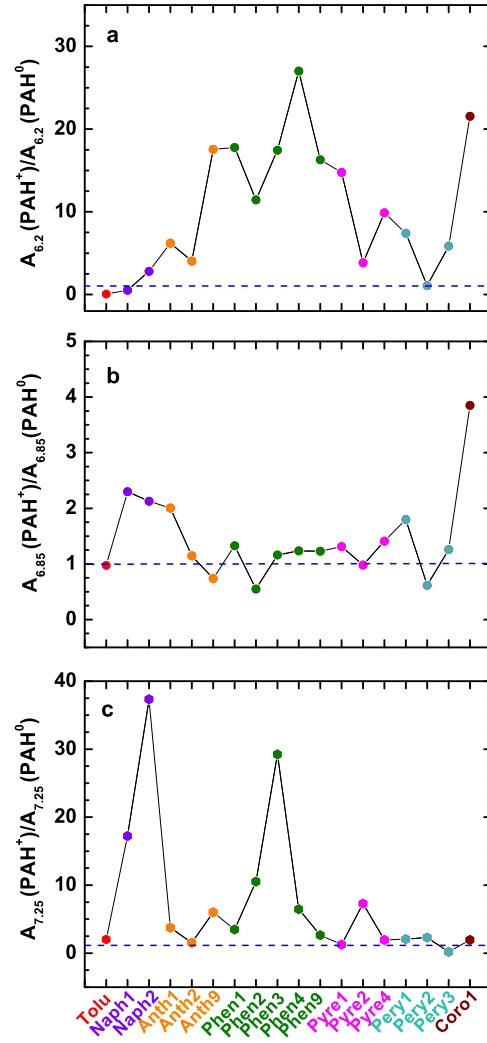 a
A6.2(PAH+)/A6.2(PAH0)
30
20
10
0
b
A6.85(PAH+)/A6.85(PAH0)
5
4
3
2
1
0
c
A7.25(PAH+)/A7.25(PAH0)
40
30
20
10
0
Tolu
Naph1
Naph2
Anth1
Anth2
Anth9
Phen1
Phen2
Phen3
Phen4
Phen9
Pyre1
Pyre2
Pyre4
Pery1
Pery2
Pery3
Coro1